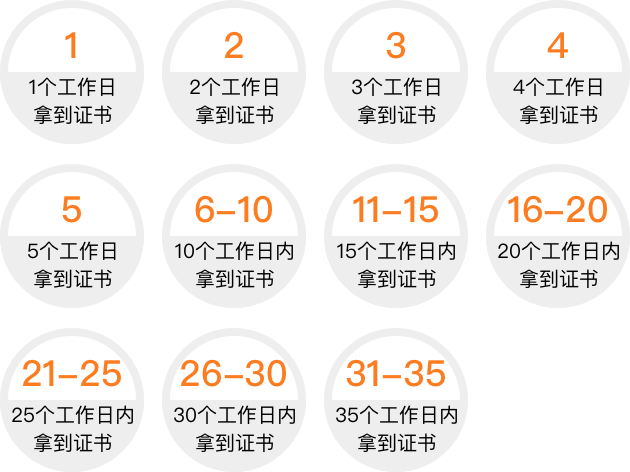 1
1个工作日
拿到证书
2
2个工作日
拿到证书
3
3个工作日
拿到证书
4
4个工作日
拿到证书
5
5个工作日
拿到证书
6–10
10个工作日内
拿到证书
11–15
15个工作日内
拿到证书
16–20
20个工作日内
拿到证书
21–25
25个工作日内
拿到证书
26–30
30个工作日内
拿到证书
31–35
35个工作日内
拿到证书